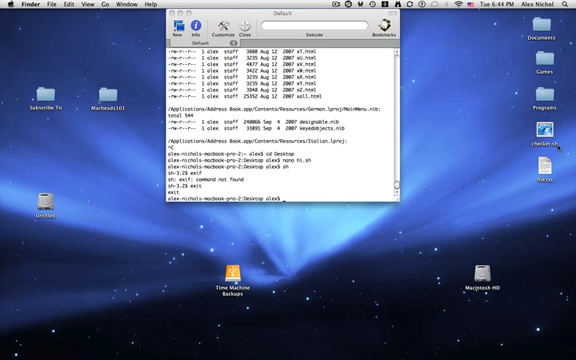 Finder File Edit View Go Window Help
Tue 6:44 PM Alex Nichol
Default
New Info Customize Close Execute Bookmarks
Default
-rw-r--r-- 1 alex staff 3808 Aug 12 2007 xT.html
-rw-r--r-- 1 alex staff 3235 Aug 12 2007 xU.html
-rw-r--r-- 1 alex staff 4877 Aug 12 2007 xV.html
-rw-r--r-- 1 alex staff 3422 Aug 12 2007 xW.html
-rw-r--r-- 1 alex staff 3235 Aug 12 2007 xX.html
-rw-r--r-- 1 alex staff 3235 Aug 12 2007 xY.html
-rw-r--r-- 1 alex staff 3948 Aug 12 2007 xZ.html
-rw-r--r-- 1 alex staff 25352 Aug 12 2007 xall.html
/Applications/Address Book.app/Contents/Resources/German.lproj/MainMenu.nib:
total 544
-rw-r--r-- 1 alex staff 240066 Sep 4 2007 designable.nib
-rw-r--r-- 1 alex staff 33891 Sep 4 2007 keyedobjects.nib
/Applications/Address Book.app/Contents/Resources/Italian.lproj:
^C
alex-nichols-macbook-pro-2:~ alex$ cd Desktop
alex-nichols-macbook-pro-2:Desktop alex$ nano hi.sh
alex-nichols-macbook-pro-2:Desktop alex$ sh
sh-3.2$ exif
sh: exif: command not found
sh-3.2$ exit
exit
alex-nichols-macbook-pro-2:Desktop alex$
Documents
Games
Programs
checker.sh
file.txt
Subscribe To
Macheads101
Untitled
Time Machine
Backups
Macintosh HD